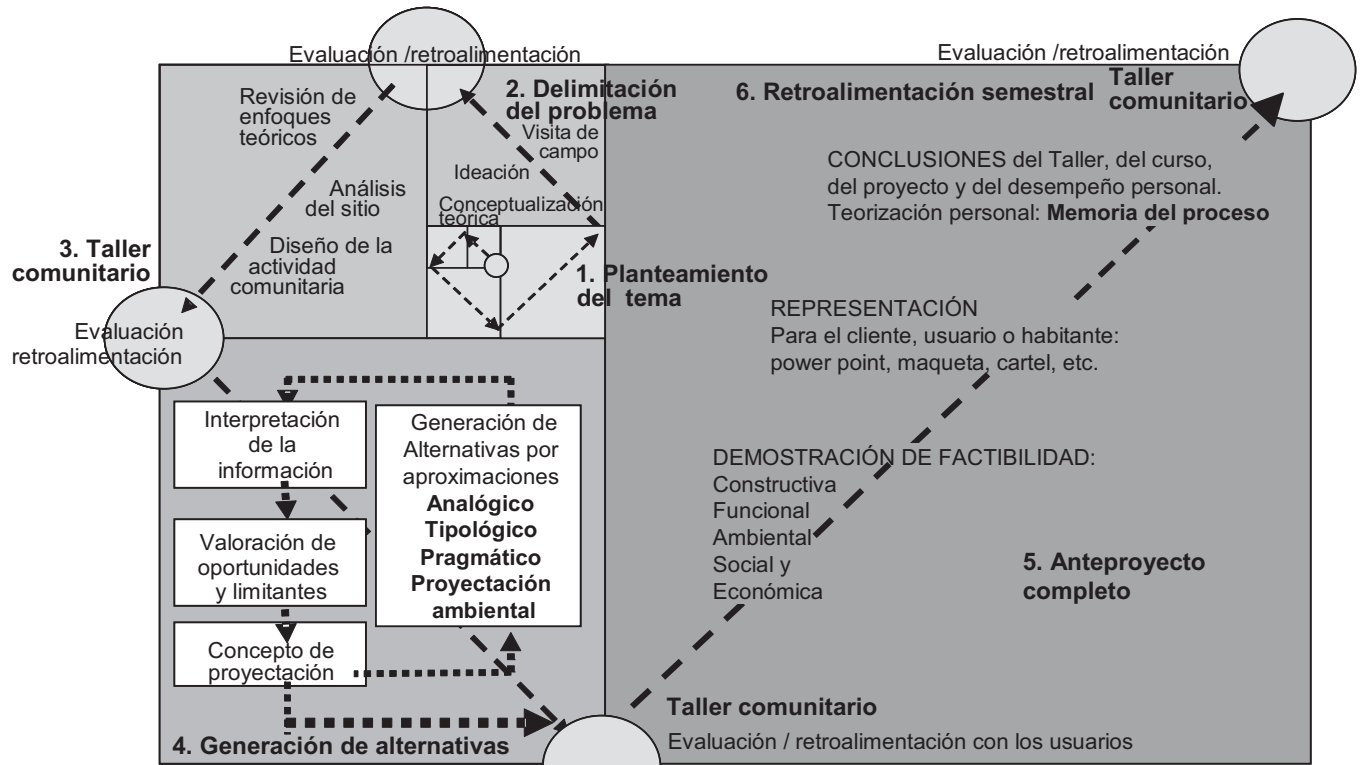 Evaluación /retroalimentación
Revisión de
enfoques
teóricos
Análisis
del sitio
Diseño de la
actividad
comunitaria
2. Delimitación
del problema
Visita de
campo
Ideación
Conceptualización
teórica
1. Planteamiento
del tema
3. Taller
comunitario
Evaluación
retroalimentación
Interpretación
de la
información
Valoración de
oportunidades
y limitantes
Concepto de
proyectación
Generación de
Alternativas por
aproximaciones
Analógico
Tipológico
Pragmático
Proyectación
ambiental
4. Generación de alternativas
Evaluación /retroalimentación
6. Retroalimentación semestral
Taller
comunitario
CONCLUSIONES del Taller, del curso,
del proyecto y del desempeño personal.
Teorización personal: Memoria del proceso
REPRESENTACIÓN
Para el cliente, usuario o habitante:
power point, maqueta, cartel, etc.
DEMOSTRACIÓN DE FACTIBILIDAD:
Constructiva
Funcional
Ambiental
Social y
Económica
5. Anteproyecto
completo
Taller comunitario
Evaluación / retroalimentación con los usuarios